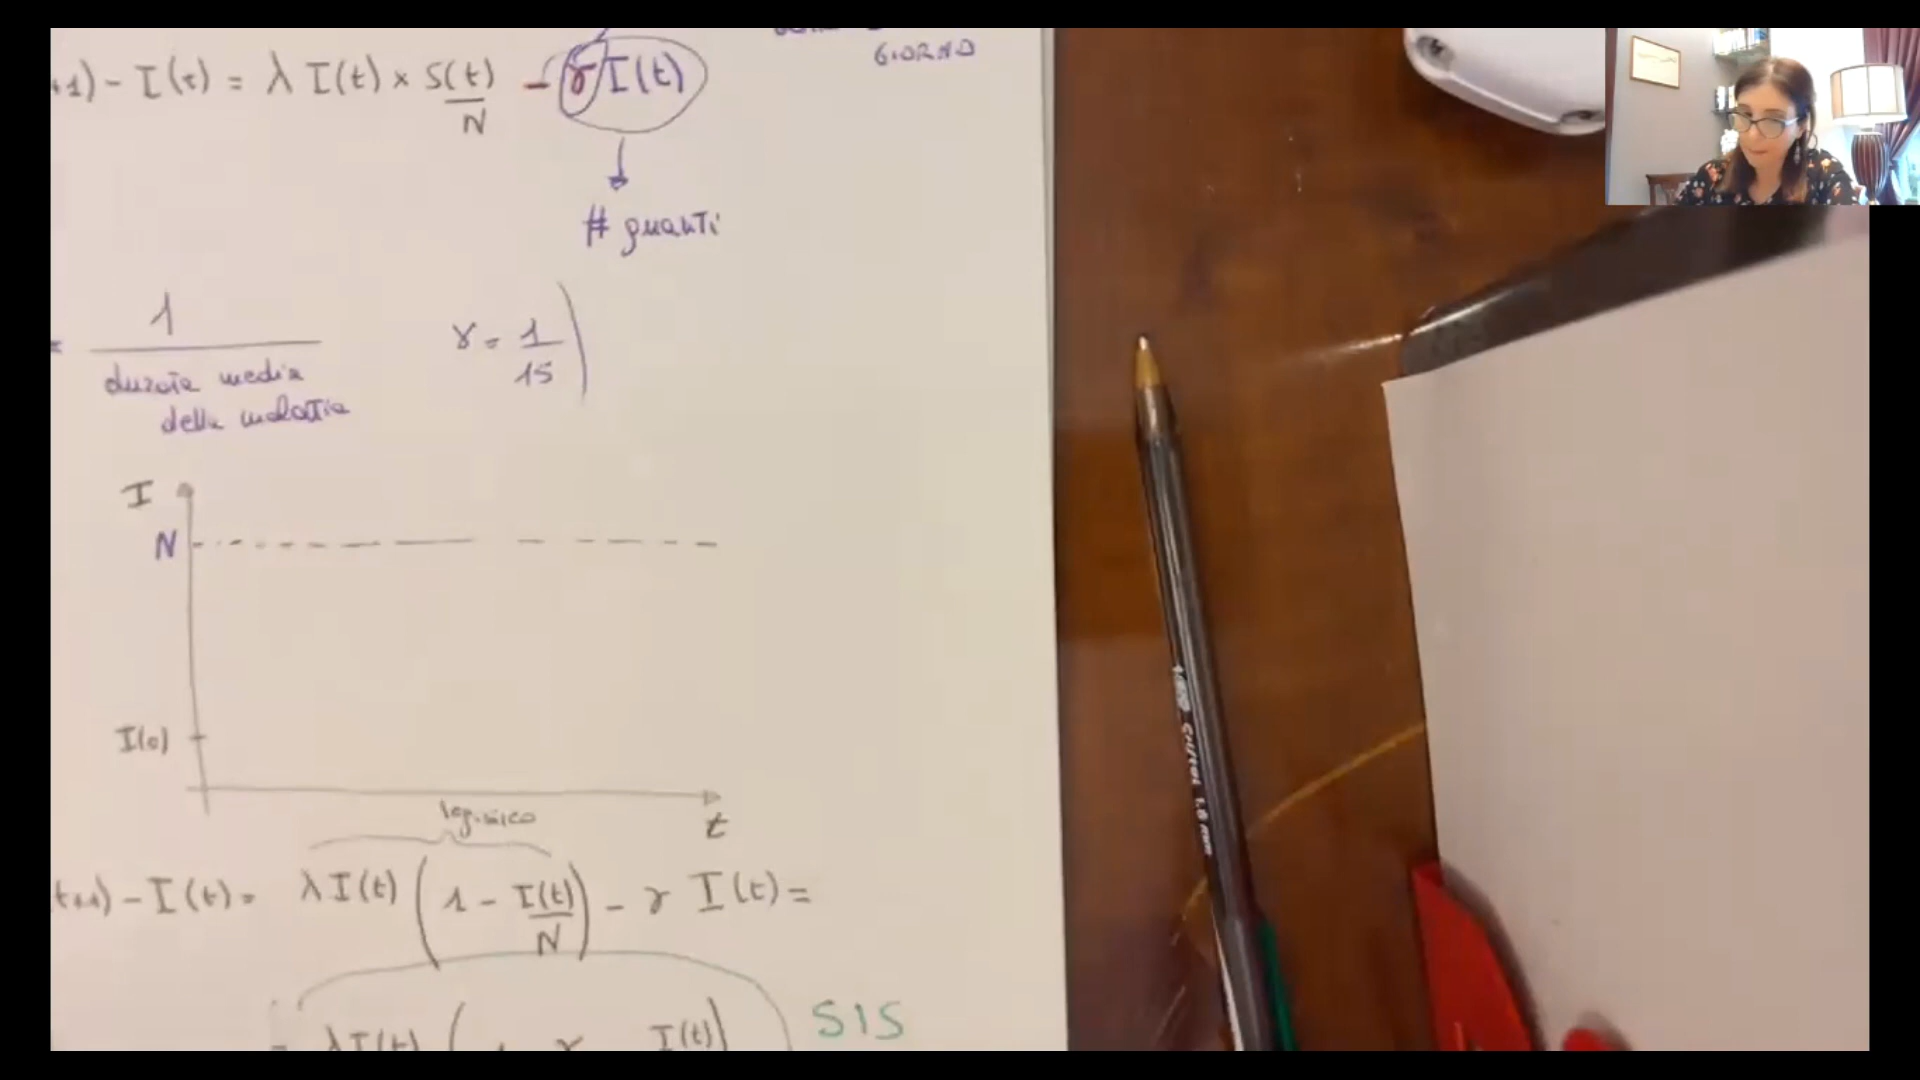 +1) - I(t) = λ I(t) × S(t)/N - γ I(t)
GIORNO
# guariti
= 1 / durata media della malattia
γ = 1/15
I
N
I(0)
t
logistico
t+1) - I(t) = λ I(t) (1 - I(t)/N) - γ I(t) =
= λ I(t) ( 1 - γ I(t)
SIS
Cristal 1.6 mm